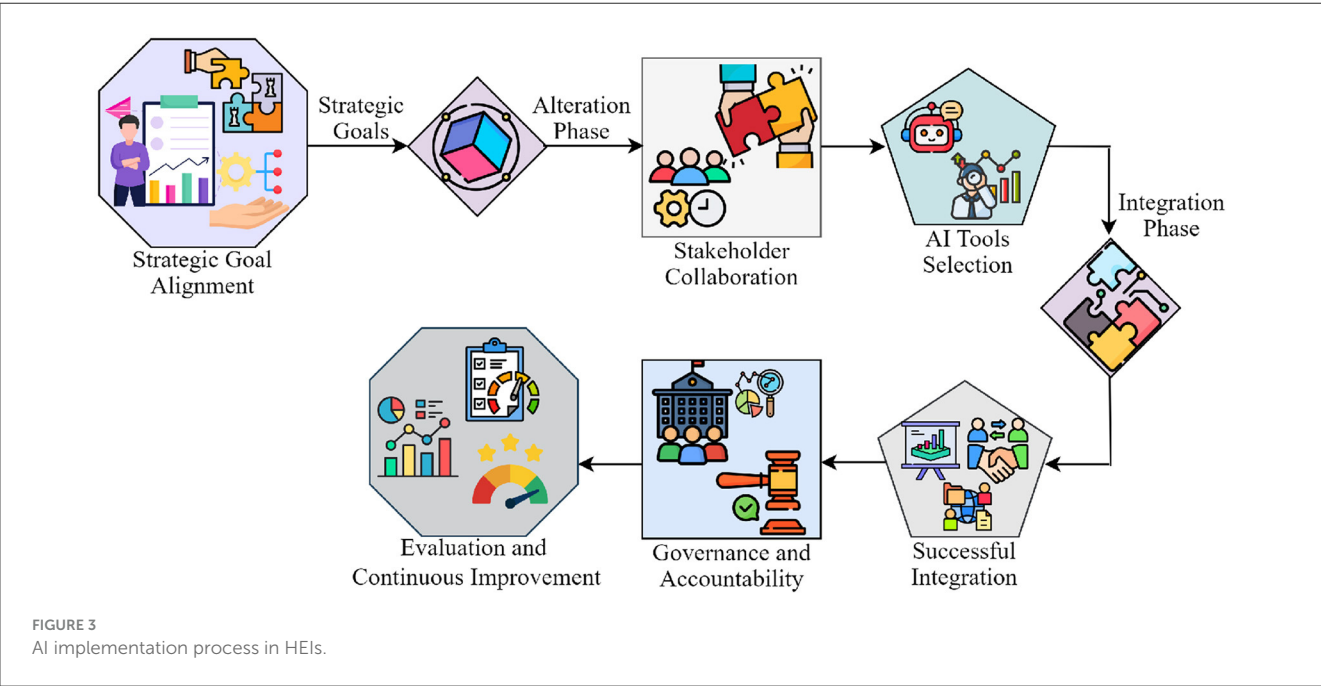 Strategic Goal
Alignment
Strategic
Goals
Alteration
Phase
Stakeholder
Collaboration
AI Tools
Selection
Integration
Phase
Evaluation and
Continuous Improvement
Governance and
Accountability
Successful
Integration
FIGURE 3
AI implementation process in HEIs.